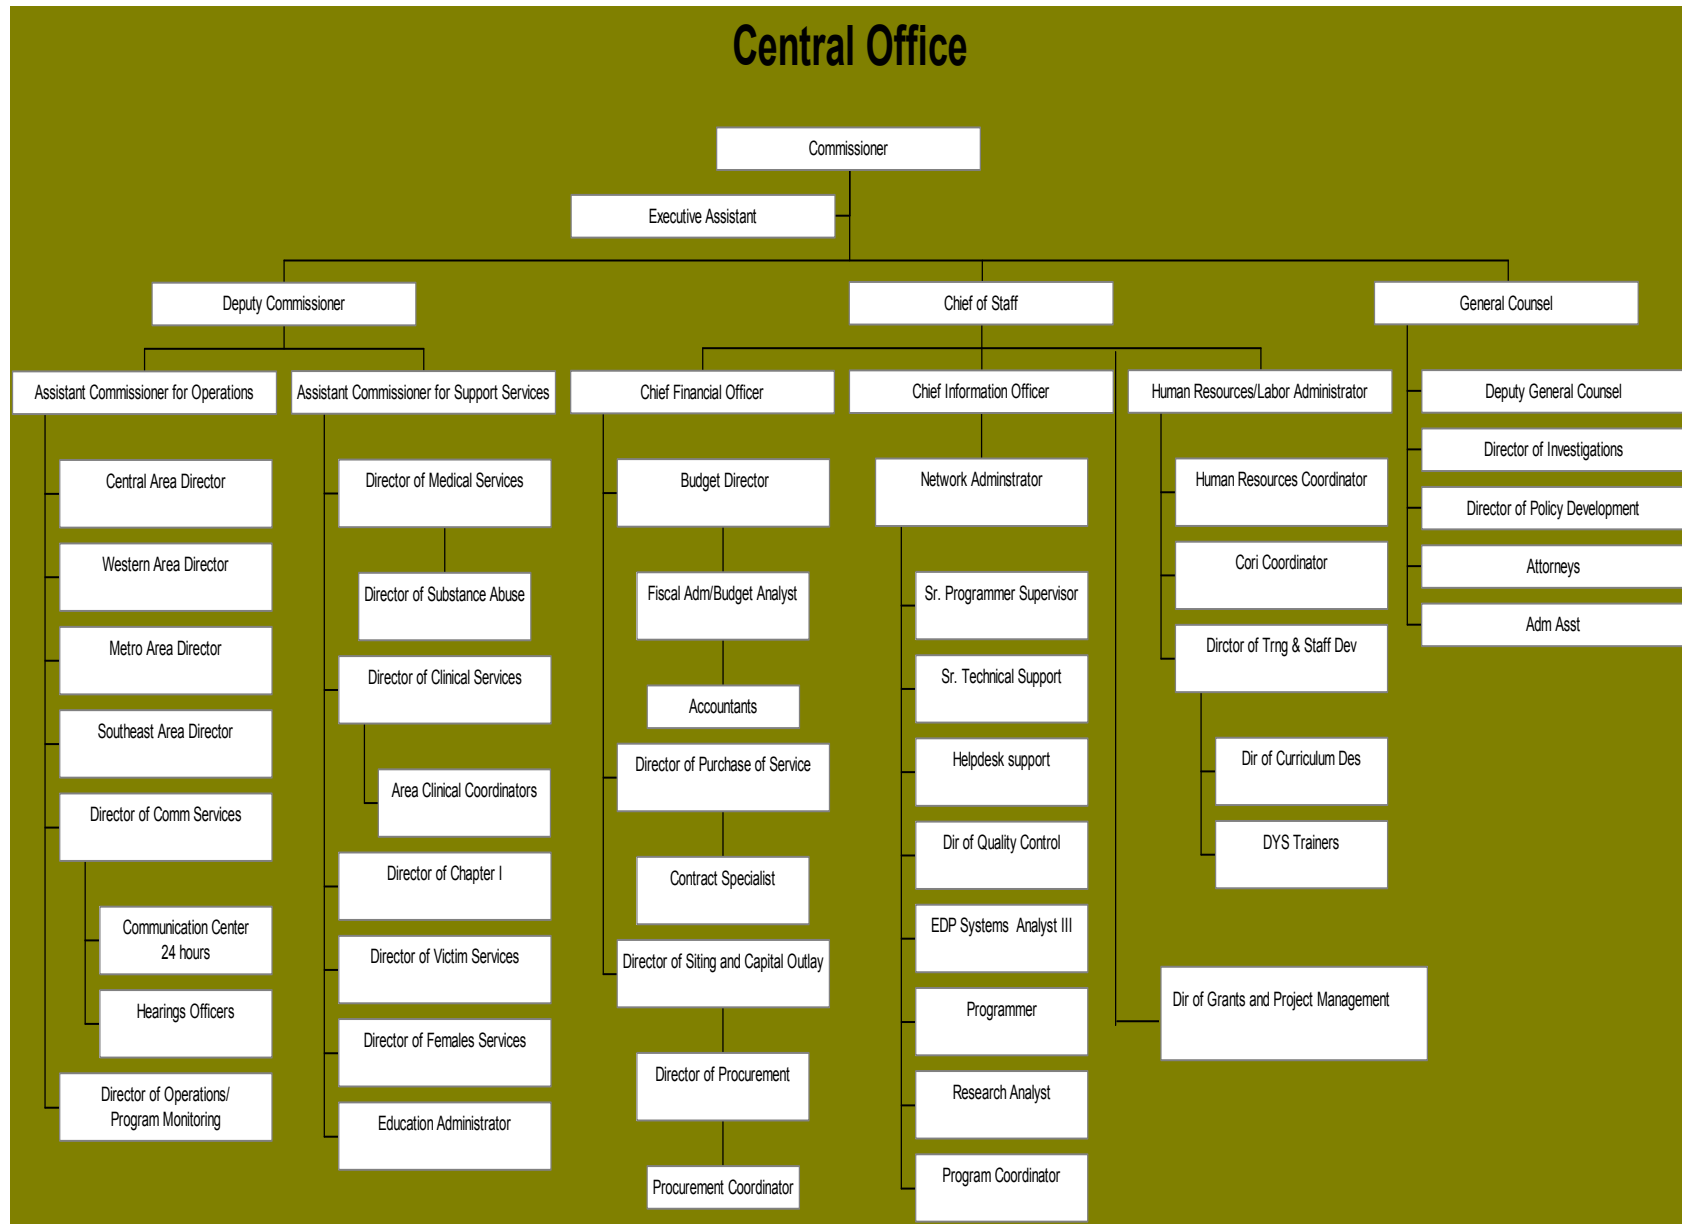 Central Office
Commissioner
Executive Assistant
Deputy Commissioner
Chief of Staff
General Counsel
Assistant Commissioner for Operations
Assistant Commissioner for Support Services
Chief Financial Officer
Chief Information Officer
Human Resources/Labor Administrator
Central Area Director
Western Area Director
Metro Area Director
Southeast Area Director
Director of Comm Services
Communication Center
24 hours
Hearings Officers
Director of Operations/
Program Monitoring
Director of Medical Services
Director of Substance Abuse
Director of Clinical Services
Area Clinical Coordinators
Director of Chapter I
Director of Victim Services
Director of Females Services
Education Administrator
Budget Director
Fiscal Adm/Budget Analyst
Accountants
Director of Purchase of Service
Contract Specialist
Director of Siting and Capital Outlay
Director of Procurement
Procurement Coordinator
Network Adminstrator
Sr. Programmer Supervisor
Sr. Technical Support
Helpdesk support
Dir of Quality Control
EDP Systems  Analyst III
Programmer
Research Analyst
Program Coordinator
Human Resources Coordinator
Cori Coordinator
Dirctor of Trng & Staff Dev
Dir of Curriculum Des
DYS Trainers
Dir of Grants and Project Management
Deputy General Counsel
Director of Investigations
Director of Policy Development
Attorneys
Adm Asst